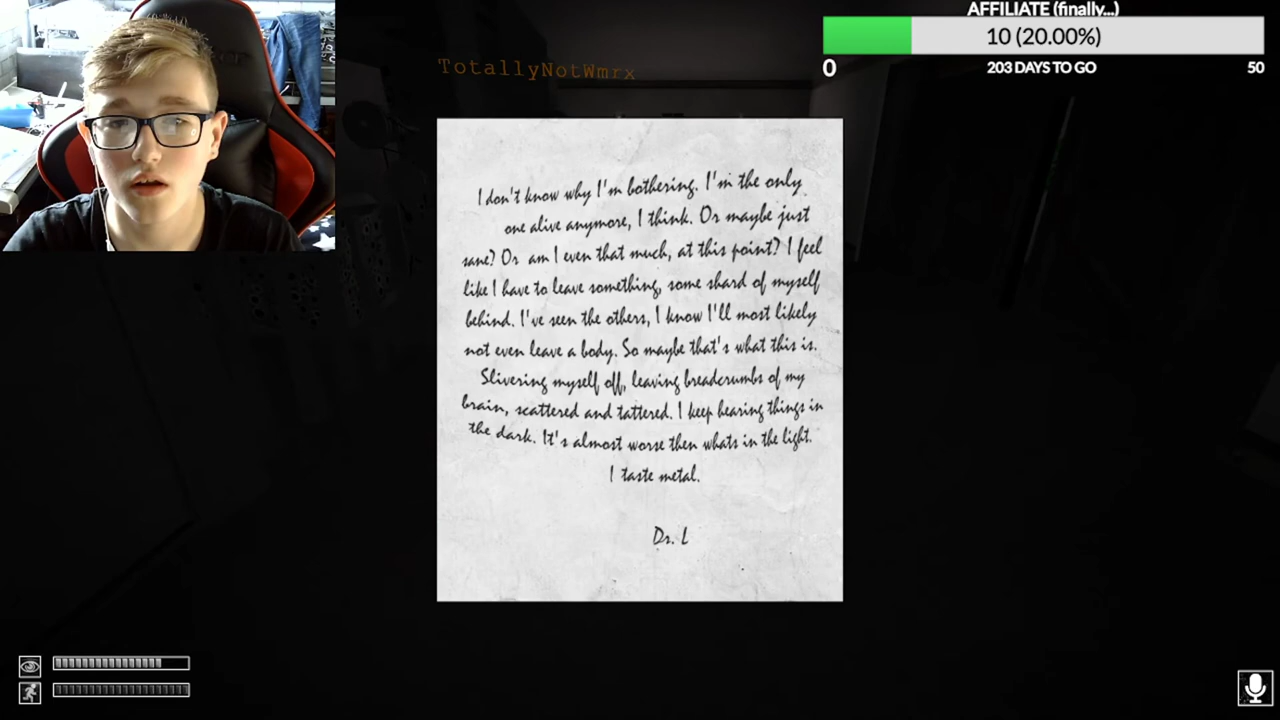 AFFILIATE (finally...)
10 (20.00%)
0
203 DAYS TO GO
50
TotallyNotWmrx
I don't know why I'm bothering. I'm the only
one alive anymore, I think. Or maybe just
sane? Or am I even that much, at this point? I feel
like I have to leave something, some shard of myself
behind. I've seen the others, I know I'll most likely
not even leave a body. So maybe that's what this is.
Slivering myself off, leaving breadcrumbs of my
brain, scattered and tattered. I keep hearing things in
the dark. It's almost worse then whats in the light.
I taste metal.
Dr. L